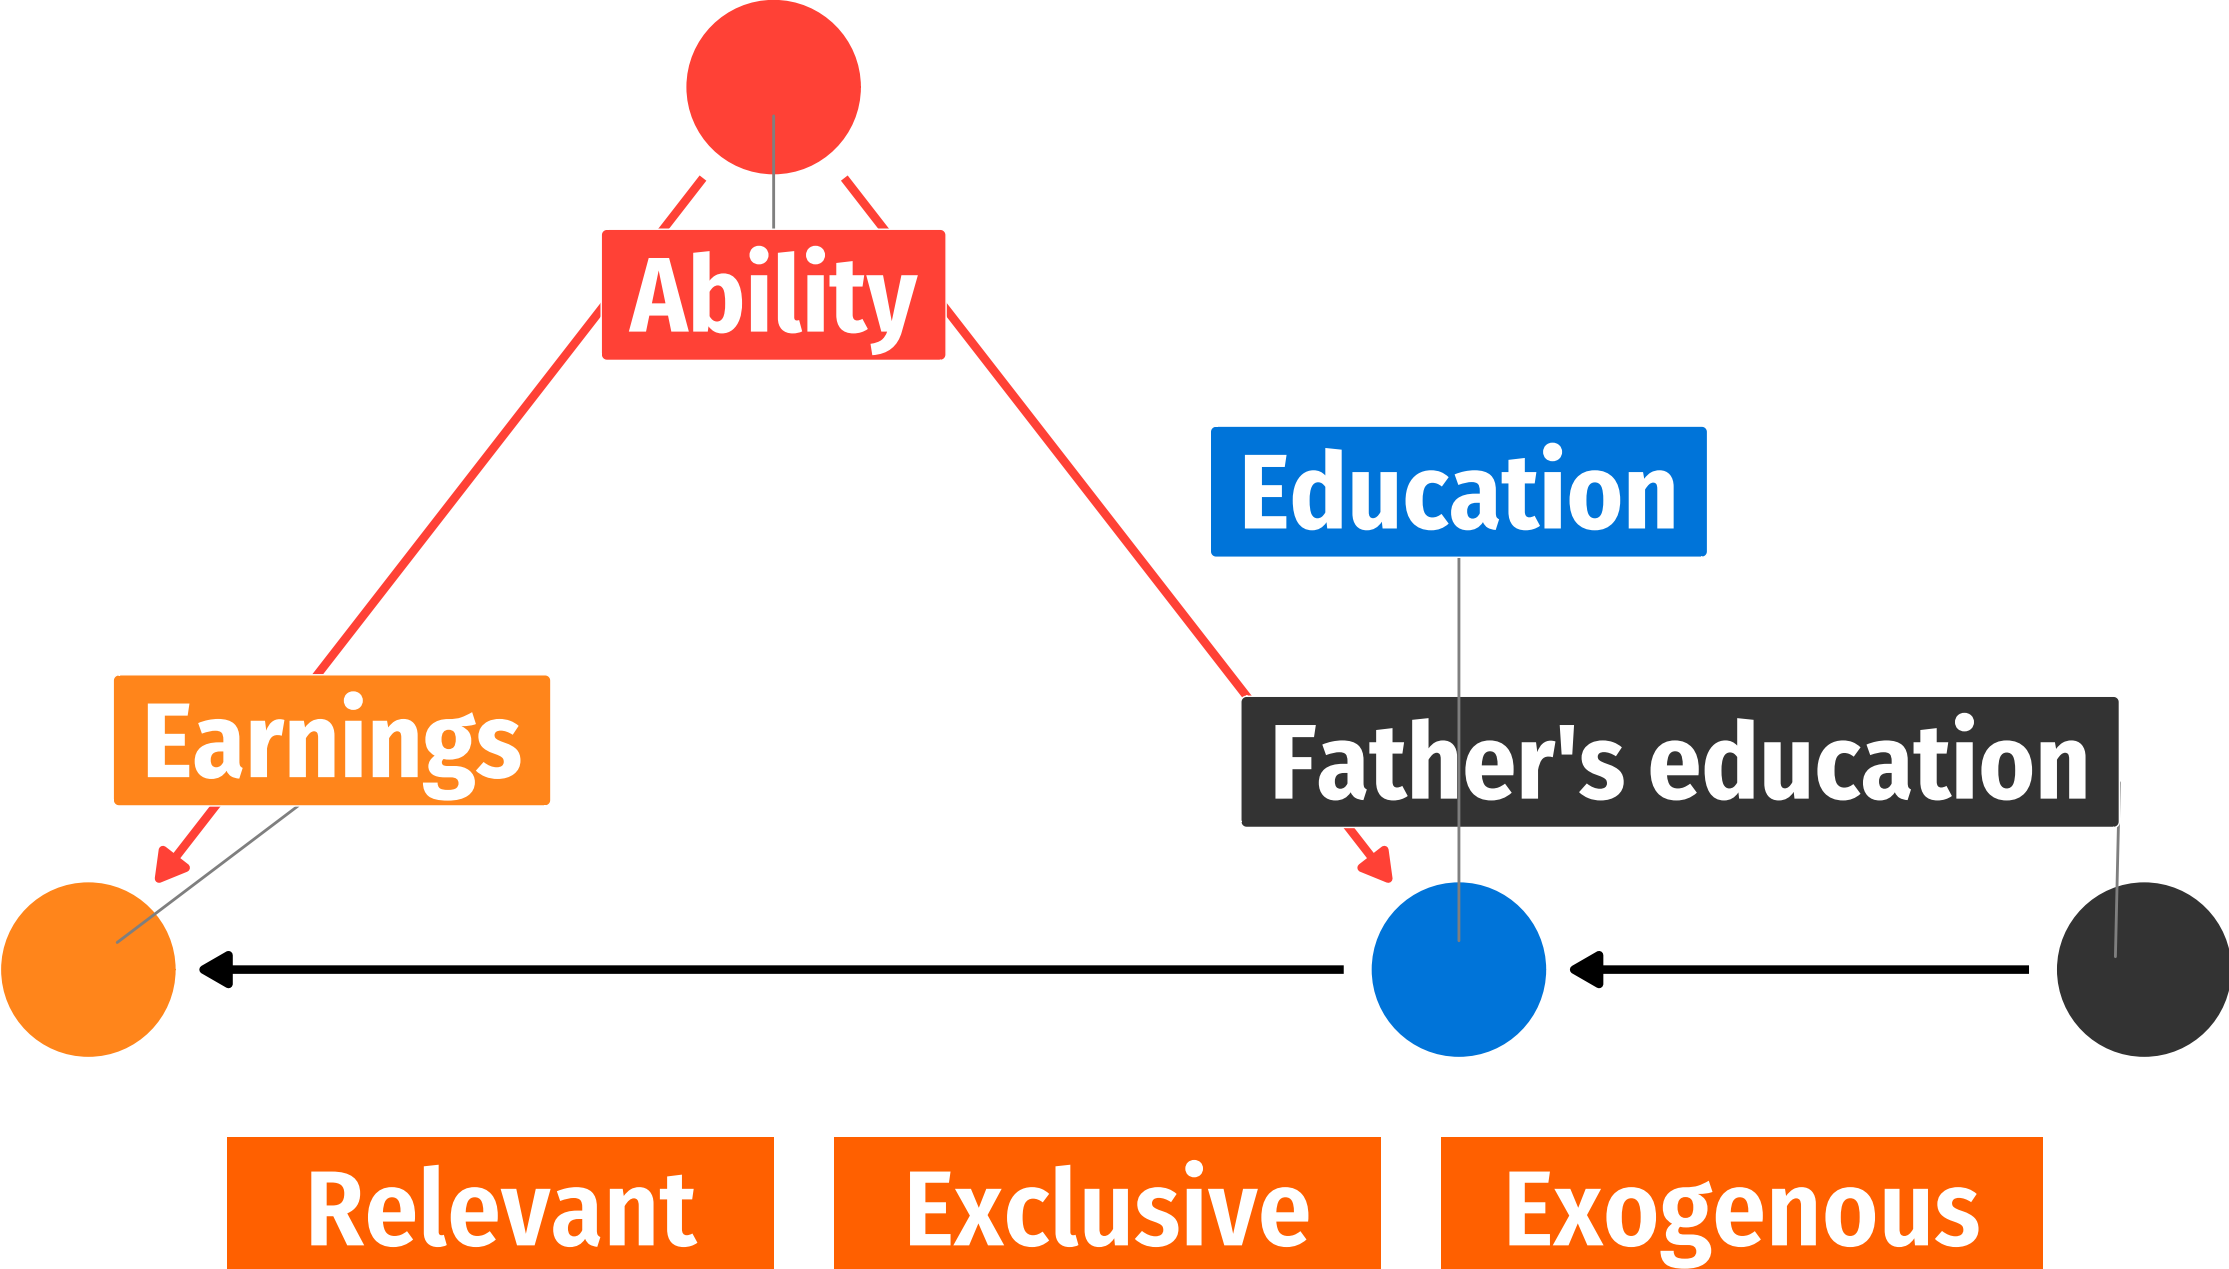 Ability
Education
Earnings
Father's education
Relevant
Exclusive
Exogenous